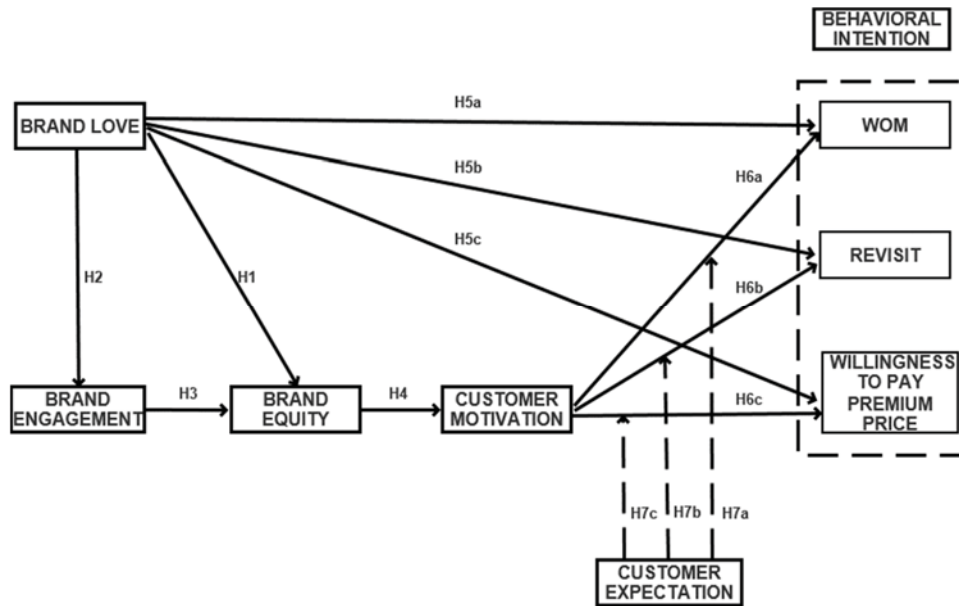 BEHAVIORAL
INTENTION
H5a
BRAND LOVE
WOM
H5b
H6a
H5c
REVISIT
H2
H1
H6b
WILLINGNESS
TO PAY
PREMIUM
PRICE
BRAND
ENGAGEMENT
H3
BRAND
EQUITY
H4
CUSTOMER
MOTIVATION
H6c
H7c
H7b
H7a
CUSTOMER
EXPECTATION